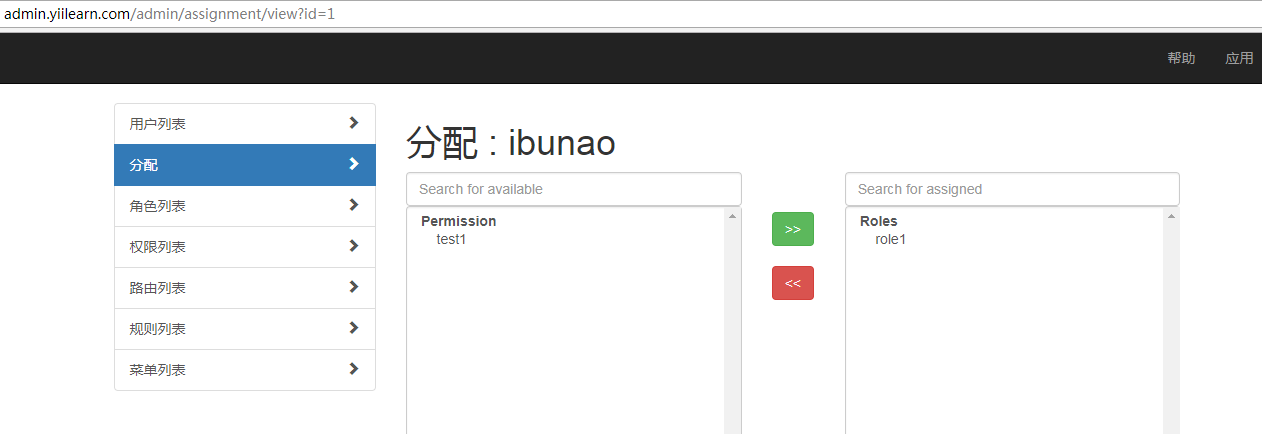 admin.yiilearn.com/admin/assignment/view?id=1
帮助 应用
用户列表
分配
角色列表
权限列表
路由列表
规则列表
菜单列表
分配 : ibunao
Search for available
Permission
test1
>>
<<
Search for assigned
Roles
role1